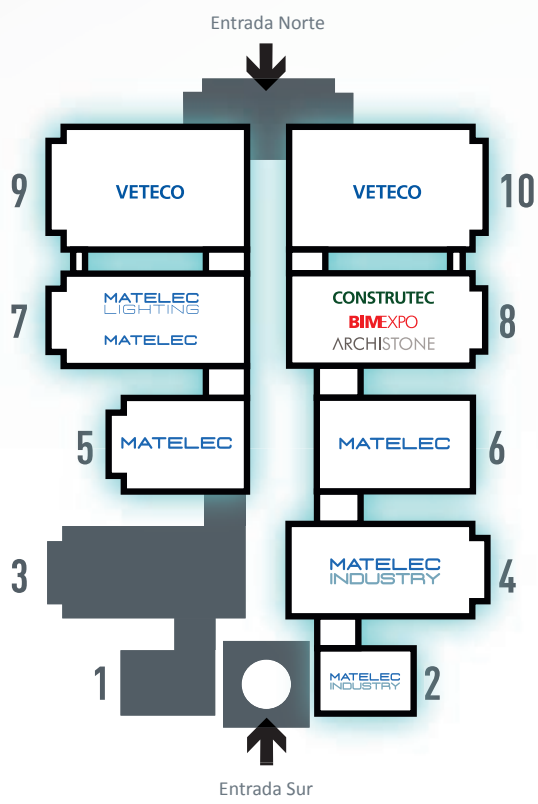 Entrada Norte
9
VETECO
VETECO
10
7
MATELEC
LIGHTING
MATELEC
CONSTRUTEC
BIMEXPO
ARCHISTONE
8
5
MATELEC
MATELEC
6
3
MATELEC
INDUSTRY
4
1
MATELEC
INDUSTRY
2
Entrada Sur